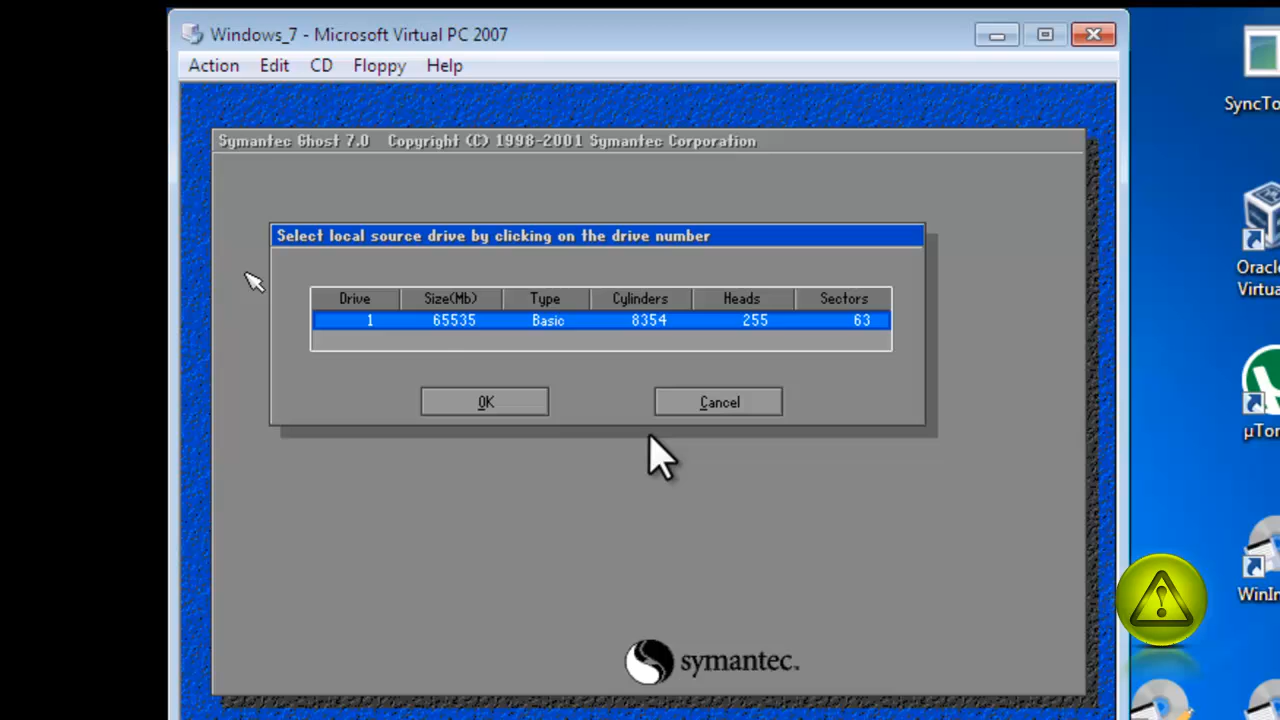 Windows_7 - Microsoft Virtual PC 2007
Action Edit CD Floppy Help
Symantec Ghost 7.0 Copyright (C) 1998-2001 Symantec Corporation
Select local source drive by clicking on the drive number
Drive Size(Mb) Type Cylinders Heads Sectors
1 65535 Basic 8354 255 63
OK Cancel
symantec.
SyncTo
Oracle
Virtua
µTor
WinIm